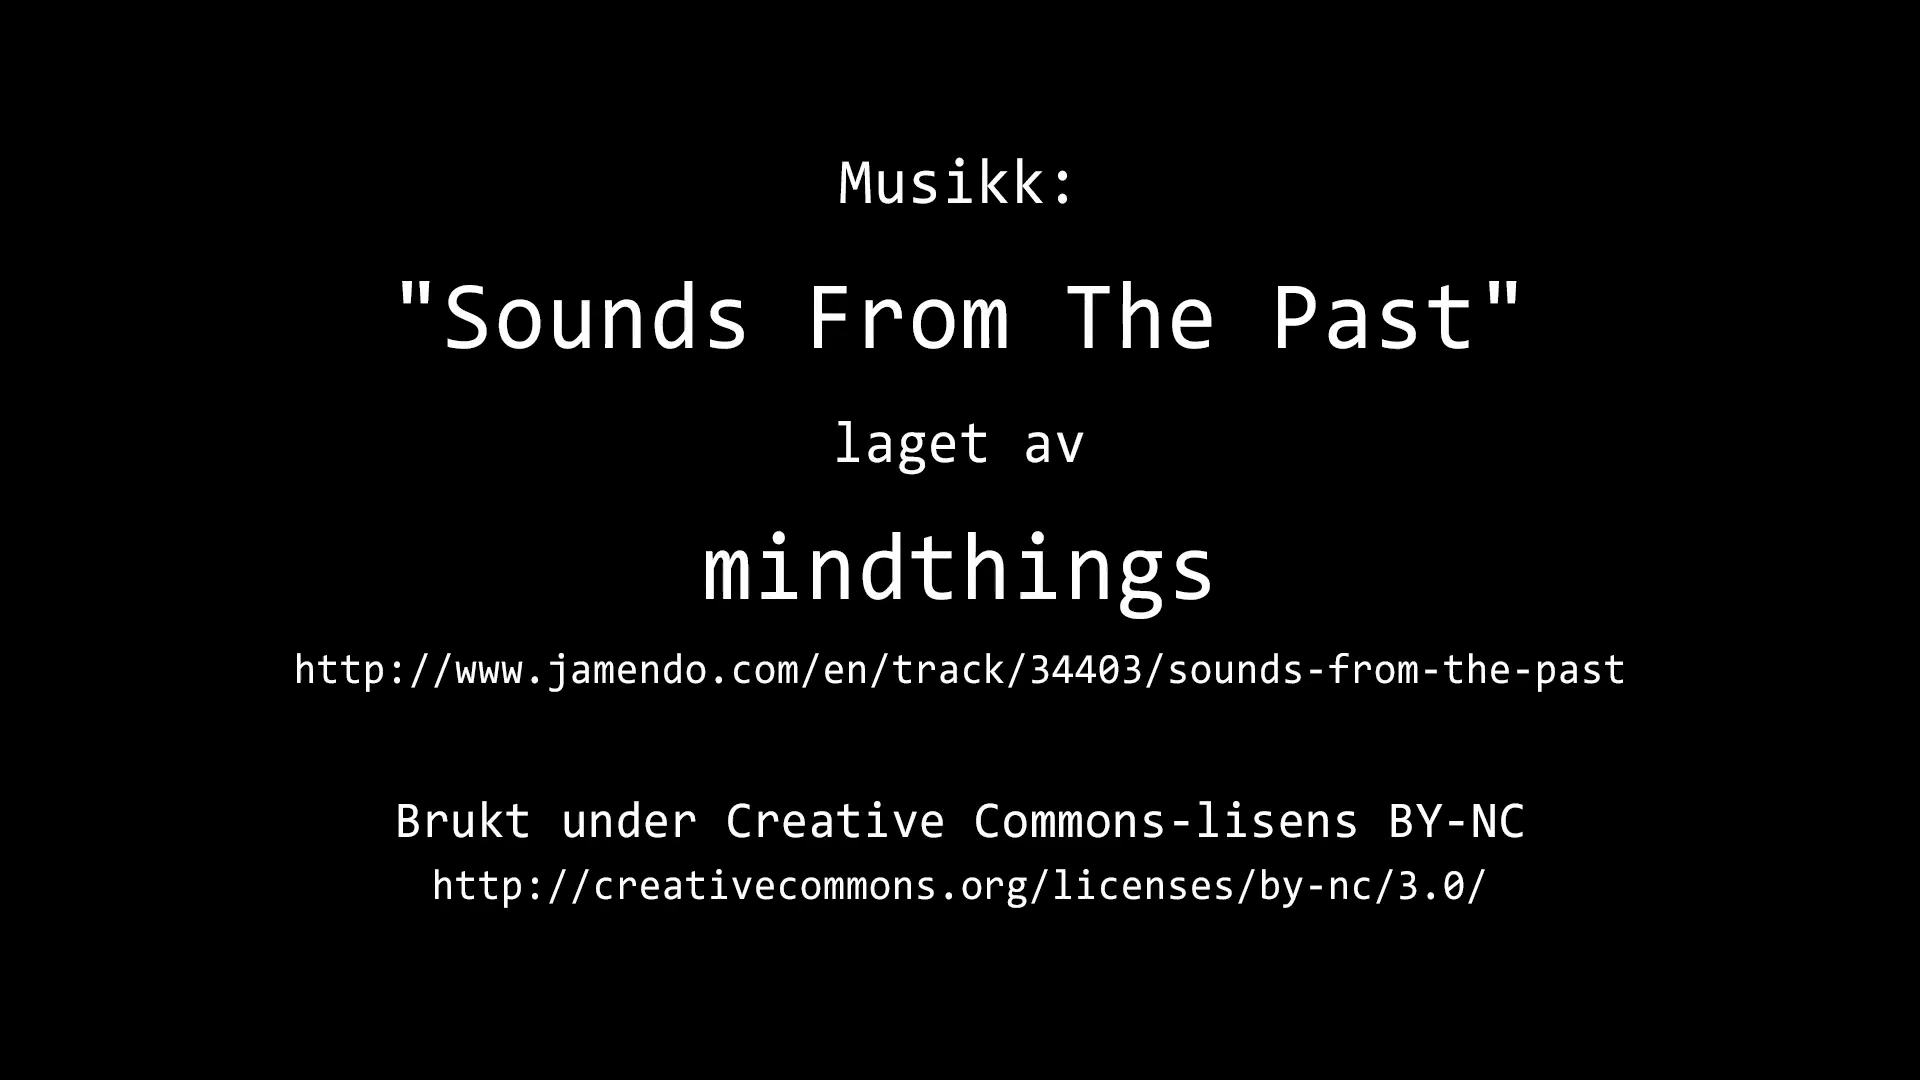 Musikk:
"Sounds From The Past"
laget av
mindthings
http://www.jamendo.com/en/track/34403/sounds-from-the-past
Brukt under Creative Commons-lisens BY-NC
http://creativecommons.org/licenses/by-nc/3.0/